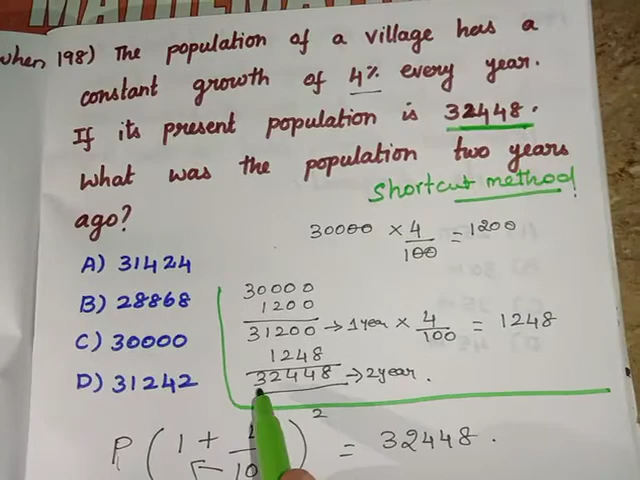 when 198) The population of a village has a
constant growth of 4% every year.
If its present population is 32448.
What was the population two years
ago?
Shortcut method!
30000 × 4/100 = 1200
A) 31424
B) 28868
C) 30000
D) 31242
30000
1200
31200 → 1 year × 4/100 = 1248
1248
32448 → 2 year.
P(1 + )² = 32448.